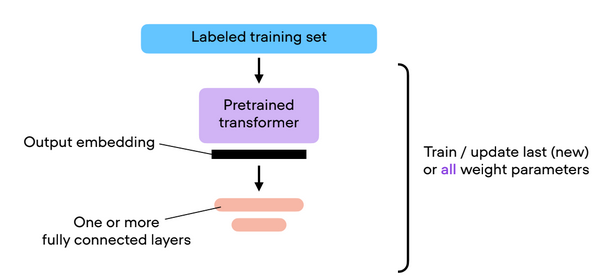 Labeled training set
Pretrained
transformer
Output embedding
Train / update last (new)
or all weight parameters
One or more
fully connected layers